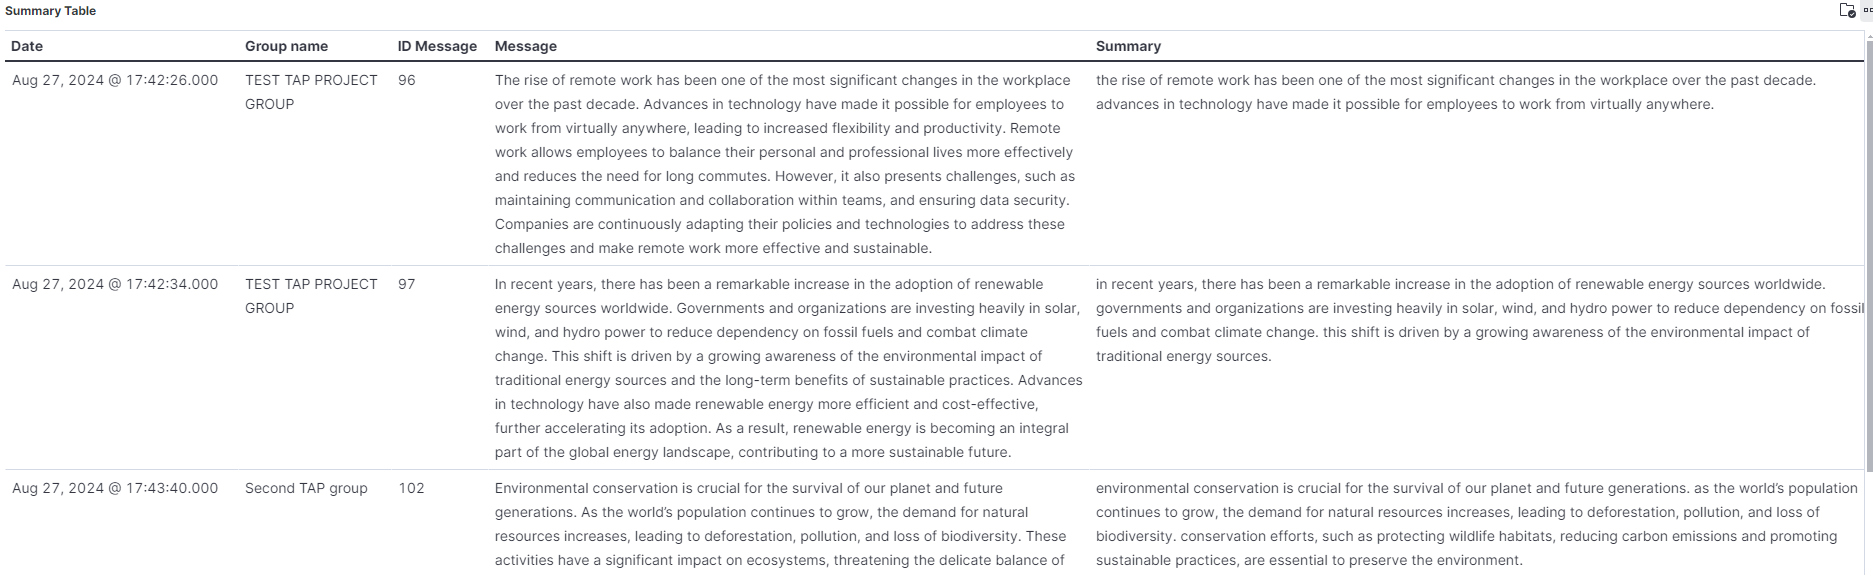 Summary Table
Date Group name ID Message Message Summary
Aug 27, 2024 @ 17:42:26.000
TEST TAP PROJECT
GROUP
96
The rise of remote work has been one of the most significant changes in the workplace
over the past decade. Advances in technology have made it possible for employees to
work from virtually anywhere, leading to increased flexibility and productivity. Remote
work allows employees to balance their personal and professional lives more effectively
and reduces the need for long commutes. However, it also presents challenges, such as
maintaining communication and collaboration within teams, and ensuring data security.
Companies are continuously adapting their policies and technologies to address these
challenges and make remote work more effective and sustainable.
the rise of remote work has been one of the most significant changes in the workplace over the past decade.
advances in technology have made it possible for employees to work from virtually anywhere.
Aug 27, 2024 @ 17:42:34.000
TEST TAP PROJECT
GROUP
97
In recent years, there has been a remarkable increase in the adoption of renewable
energy sources worldwide. Governments and organizations are investing heavily in solar,
wind, and hydro power to reduce dependency on fossil fuels and combat climate
change. This shift is driven by a growing awareness of the environmental impact of
traditional energy sources and the long-term benefits of sustainable practices. Advances
in technology have also made renewable energy more efficient and cost-effective,
further accelerating its adoption. As a result, renewable energy is becoming an integral
part of the global energy landscape, contributing to a more sustainable future.
in recent years, there has been a remarkable increase in the adoption of renewable energy sources worldwide.
governments and organizations are investing heavily in solar, wind, and hydro power to reduce dependency on fossil
fuels and combat climate change. this shift is driven by a growing awareness of the environmental impact of
traditional energy sources.
Aug 27, 2024 @ 17:43:40.000
Second TAP group
102
Environmental conservation is crucial for the survival of our planet and future
generations. As the world’s population continues to grow, the demand for natural
resources increases, leading to deforestation, pollution, and loss of biodiversity. These
activities have a significant impact on ecosystems, threatening the delicate balance of
environmental conservation is crucial for the survival of our planet and future generations. as the world’s population
continues to grow, the demand for natural resources increases, leading to deforestation, pollution, and loss of
biodiversity. conservation efforts, such as protecting wildlife habitats, reducing carbon emissions and promoting
sustainable practices, are essential to preserve the environment.